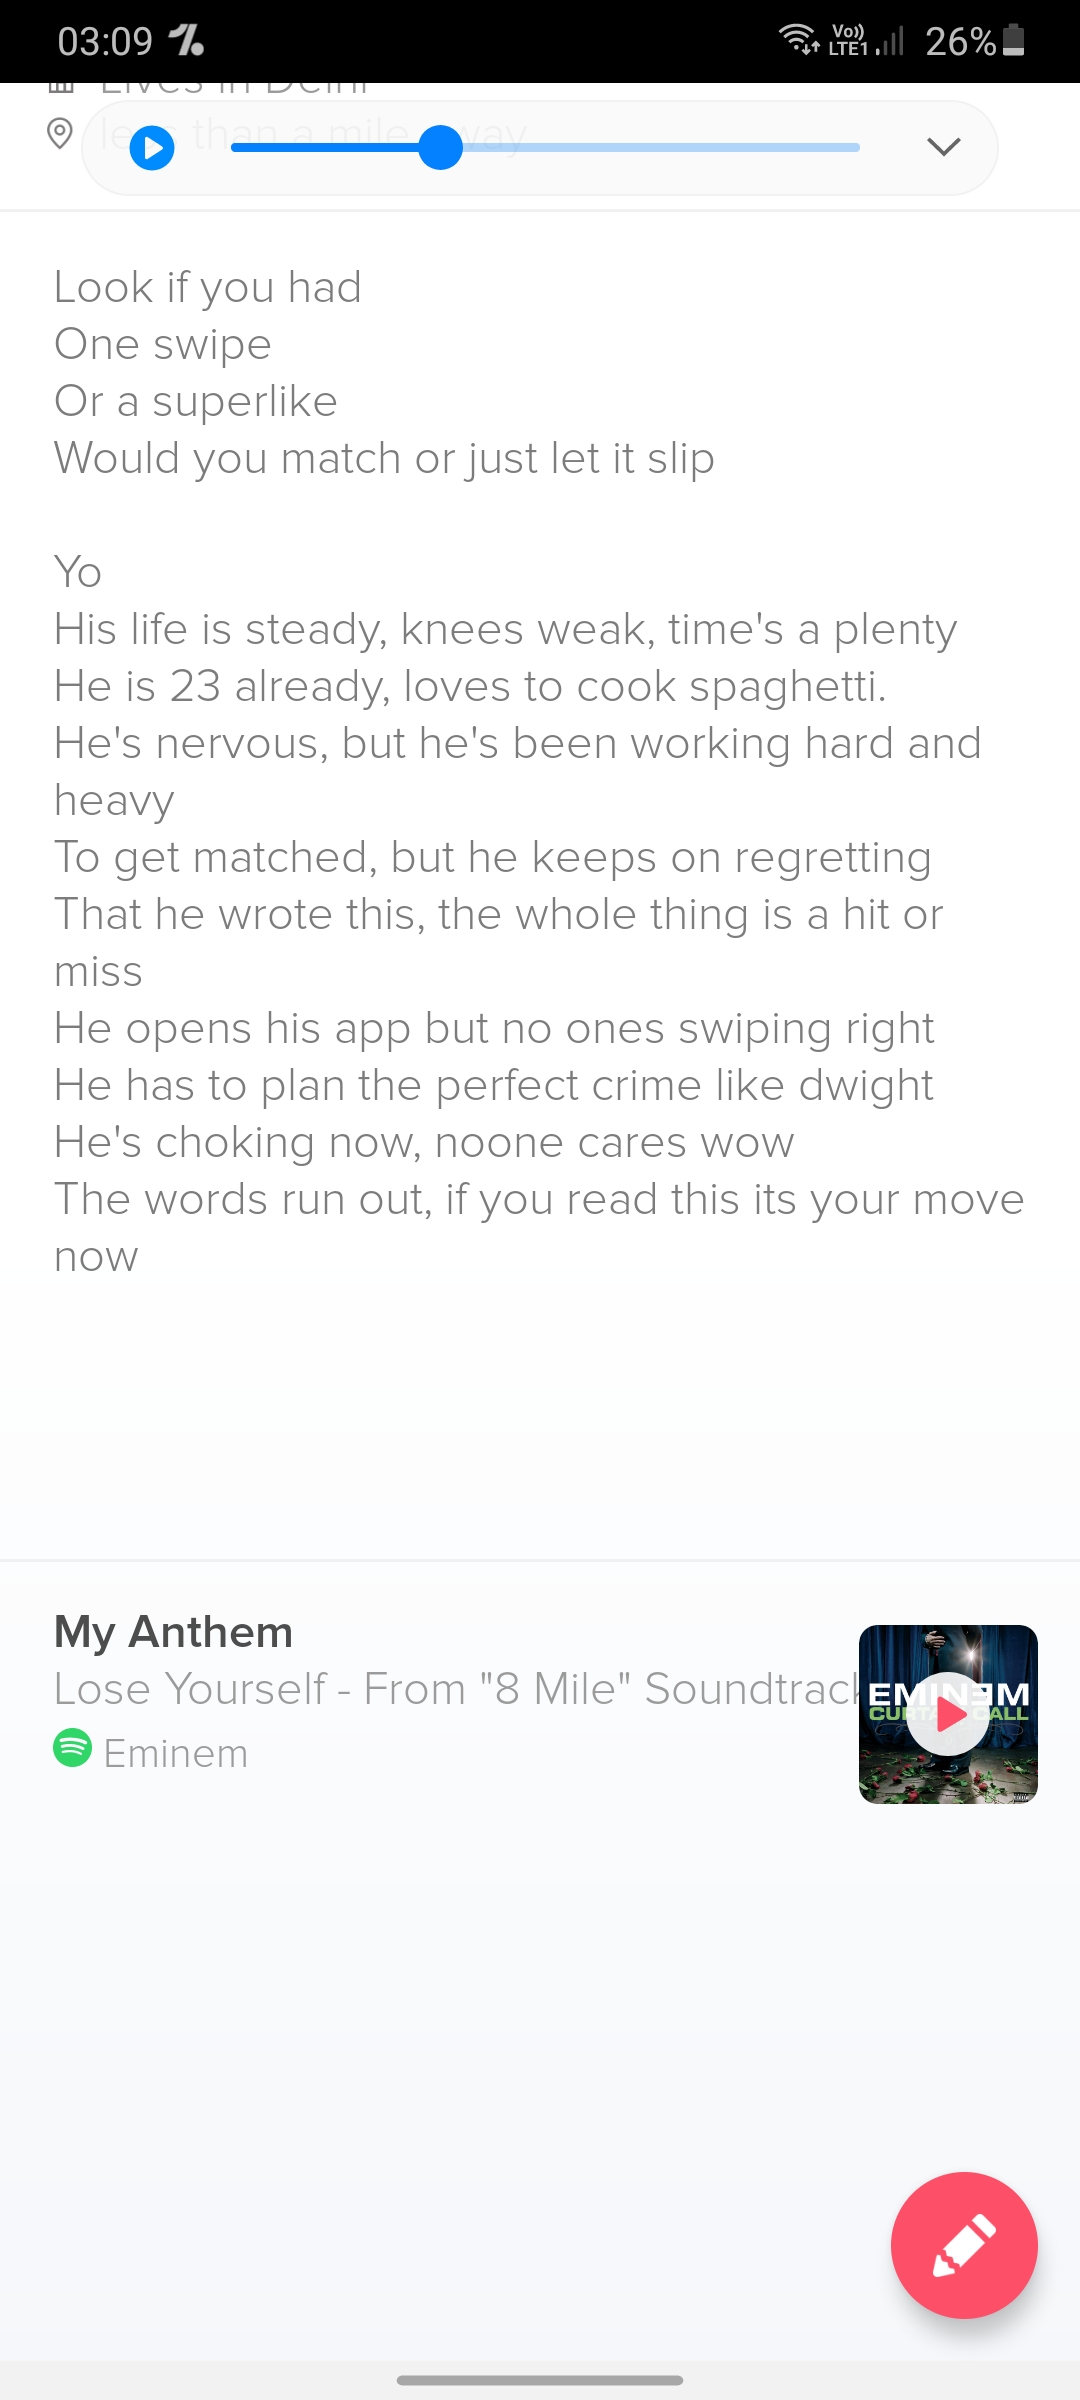 03:09
Vo))
LTE1
26%
Lives in Delhi
less than a mile away
Look if you had
One swipe
Or a superlike
Would you match or just let it slip
Yo
His life is steady, knees weak, time's a plenty
He is 23 already, loves to cook spaghetti.
He's nervous, but he's been working hard and
heavy
To get matched, but he keeps on regretting
That he wrote this, the whole thing is a hit or
miss
He opens his app but no ones swiping right
He has to plan the perfect crime like dwight
He's choking now, noone cares wow
The words run out, if you read this its your move
now
My Anthem
Lose Yourself - From "8 Mile" Soundtrack
EMINEM
CURTAIN CALL
Eminem